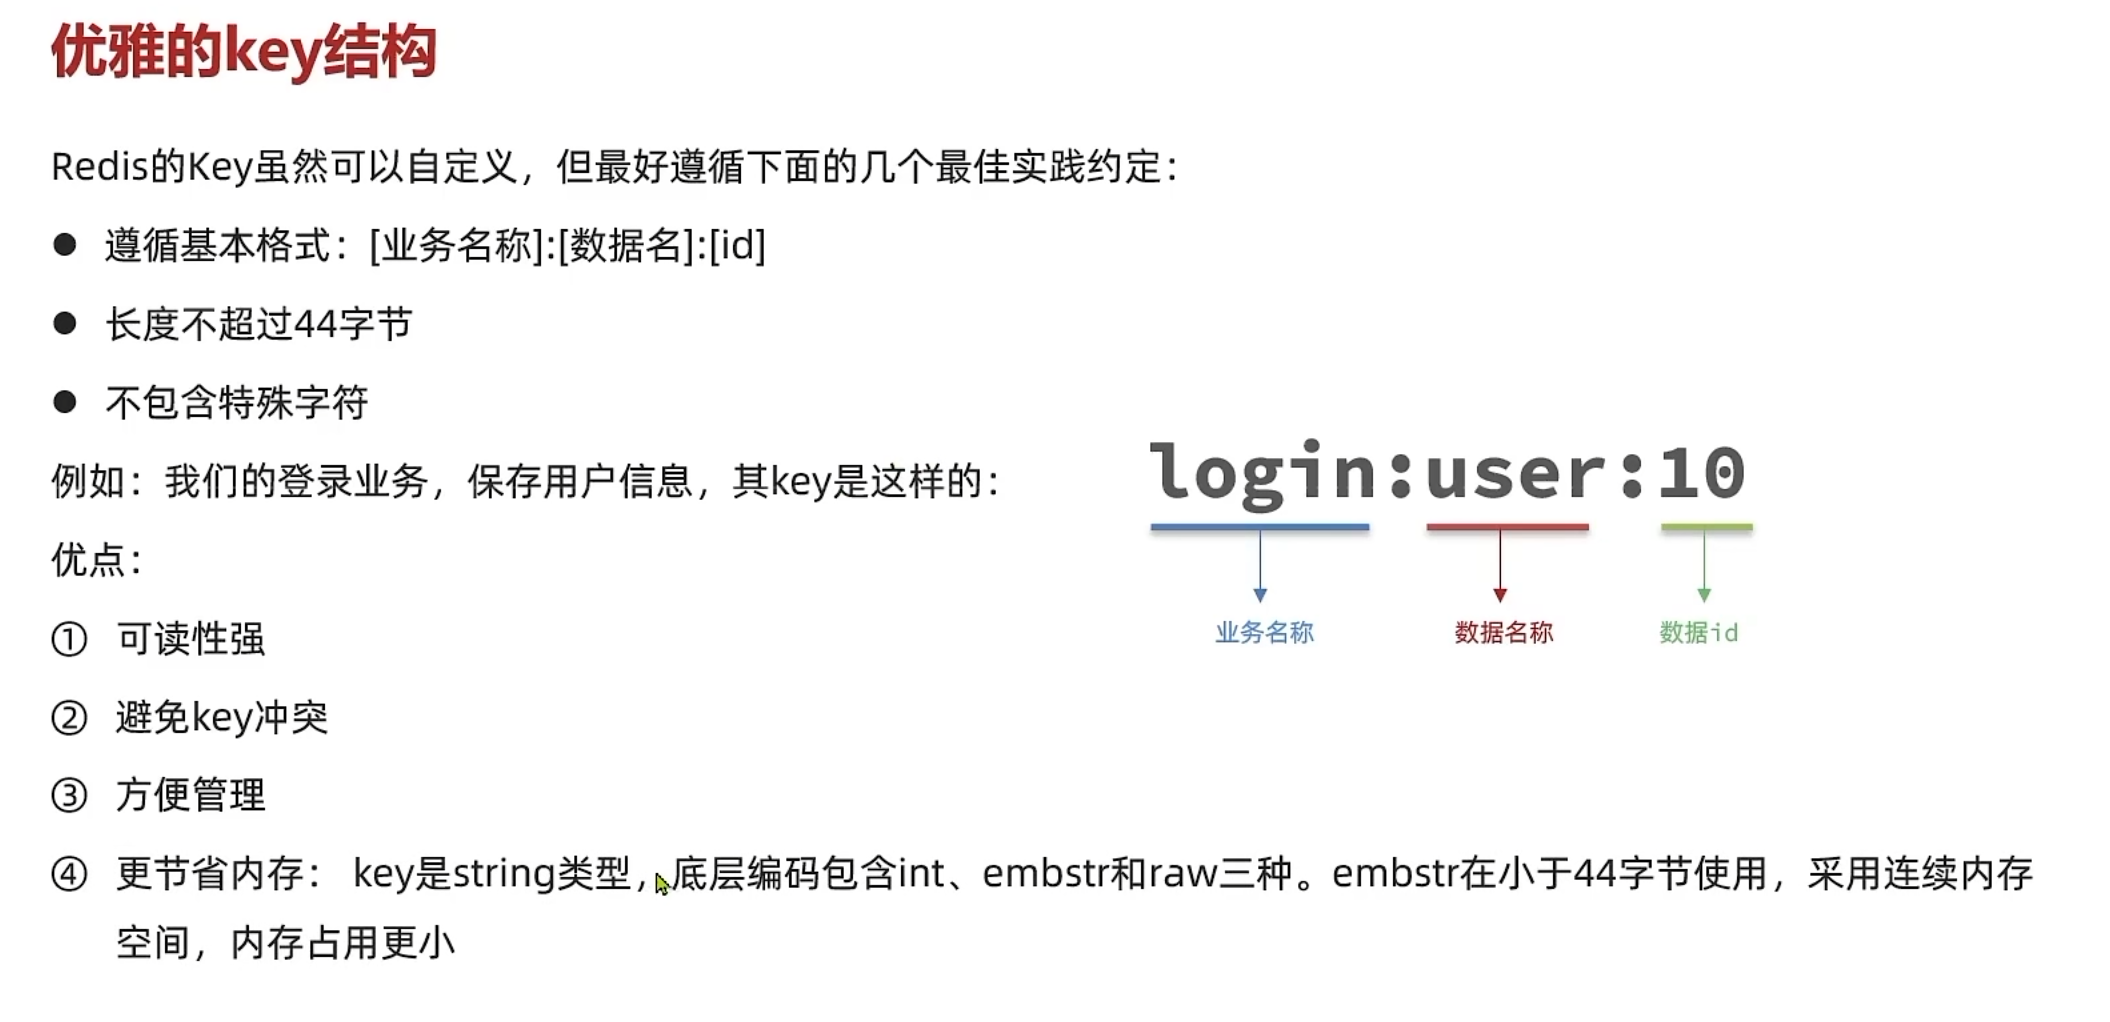 优雅的key结构
Redis的Key虽然可以自定义，但最好遵循下面的几个最佳实践约定：
● 遵循基本格式：[业务名称]:[数据名]:[id]
● 长度不超过44字节
● 不包含特殊字符
例如：我们的登录业务，保存用户信息，其key是这样的：
login:user:10
业务名称 数据名称 数据id
优点：
① 可读性强
② 避免key冲突
③ 方便管理
④ 更节省内存： key是string类型，底层编码包含int、embstr和raw三种。embstr在小于44字节使用，采用连续内存
空间，内存占用更小